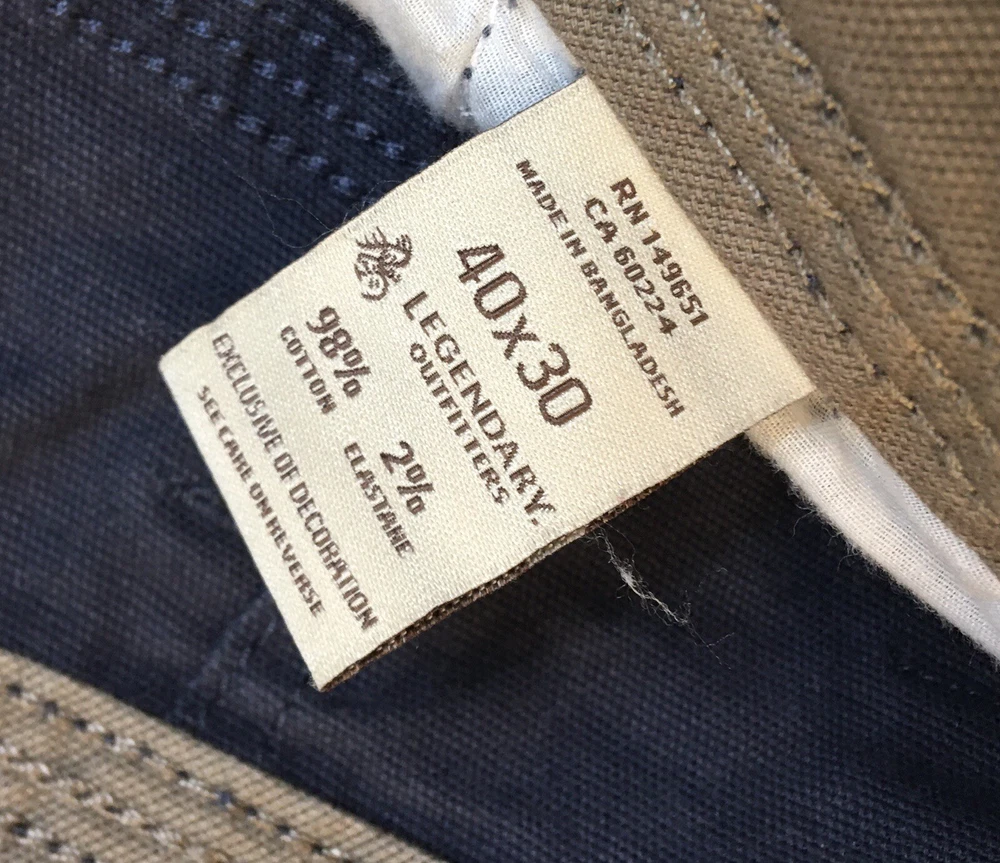 RN 149651
CA 60224
MADE IN BANGLADESH
40x30
LEGENDARY.
OUTFITTERS
98% 2%
COTTON ELASTANE
EXCLUSIVE OF DECORATION
SEE CARE ON REVERSE